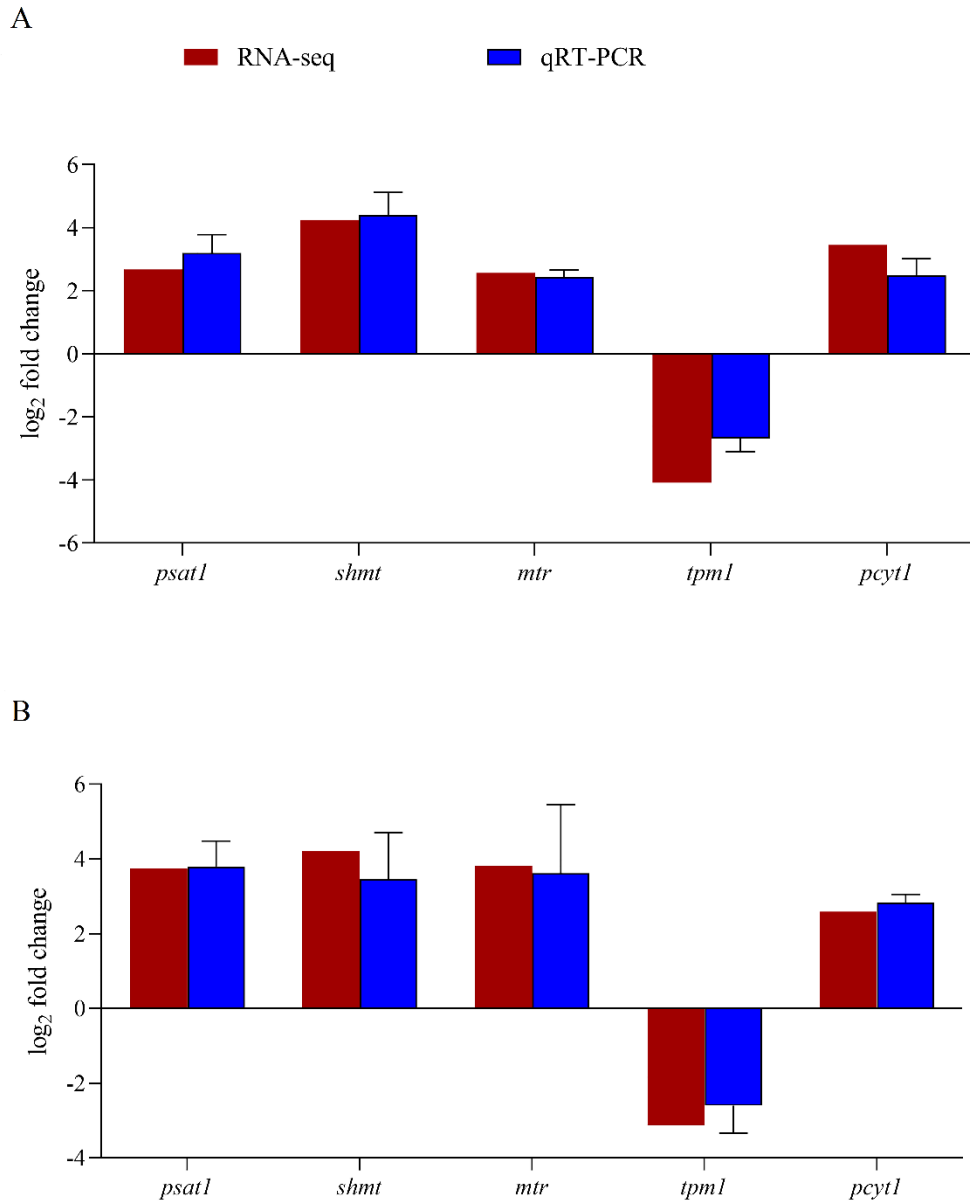 A
RNA-seq qRT-PCR
6
4
2
0
-2
-4
-6
log₂ fold change
psat1 shmt mtr tpm1 pcyt1
B
6
4
2
0
-2
-4
log₂ fold change
psat1 shmt mtr tpm1 pcyt1